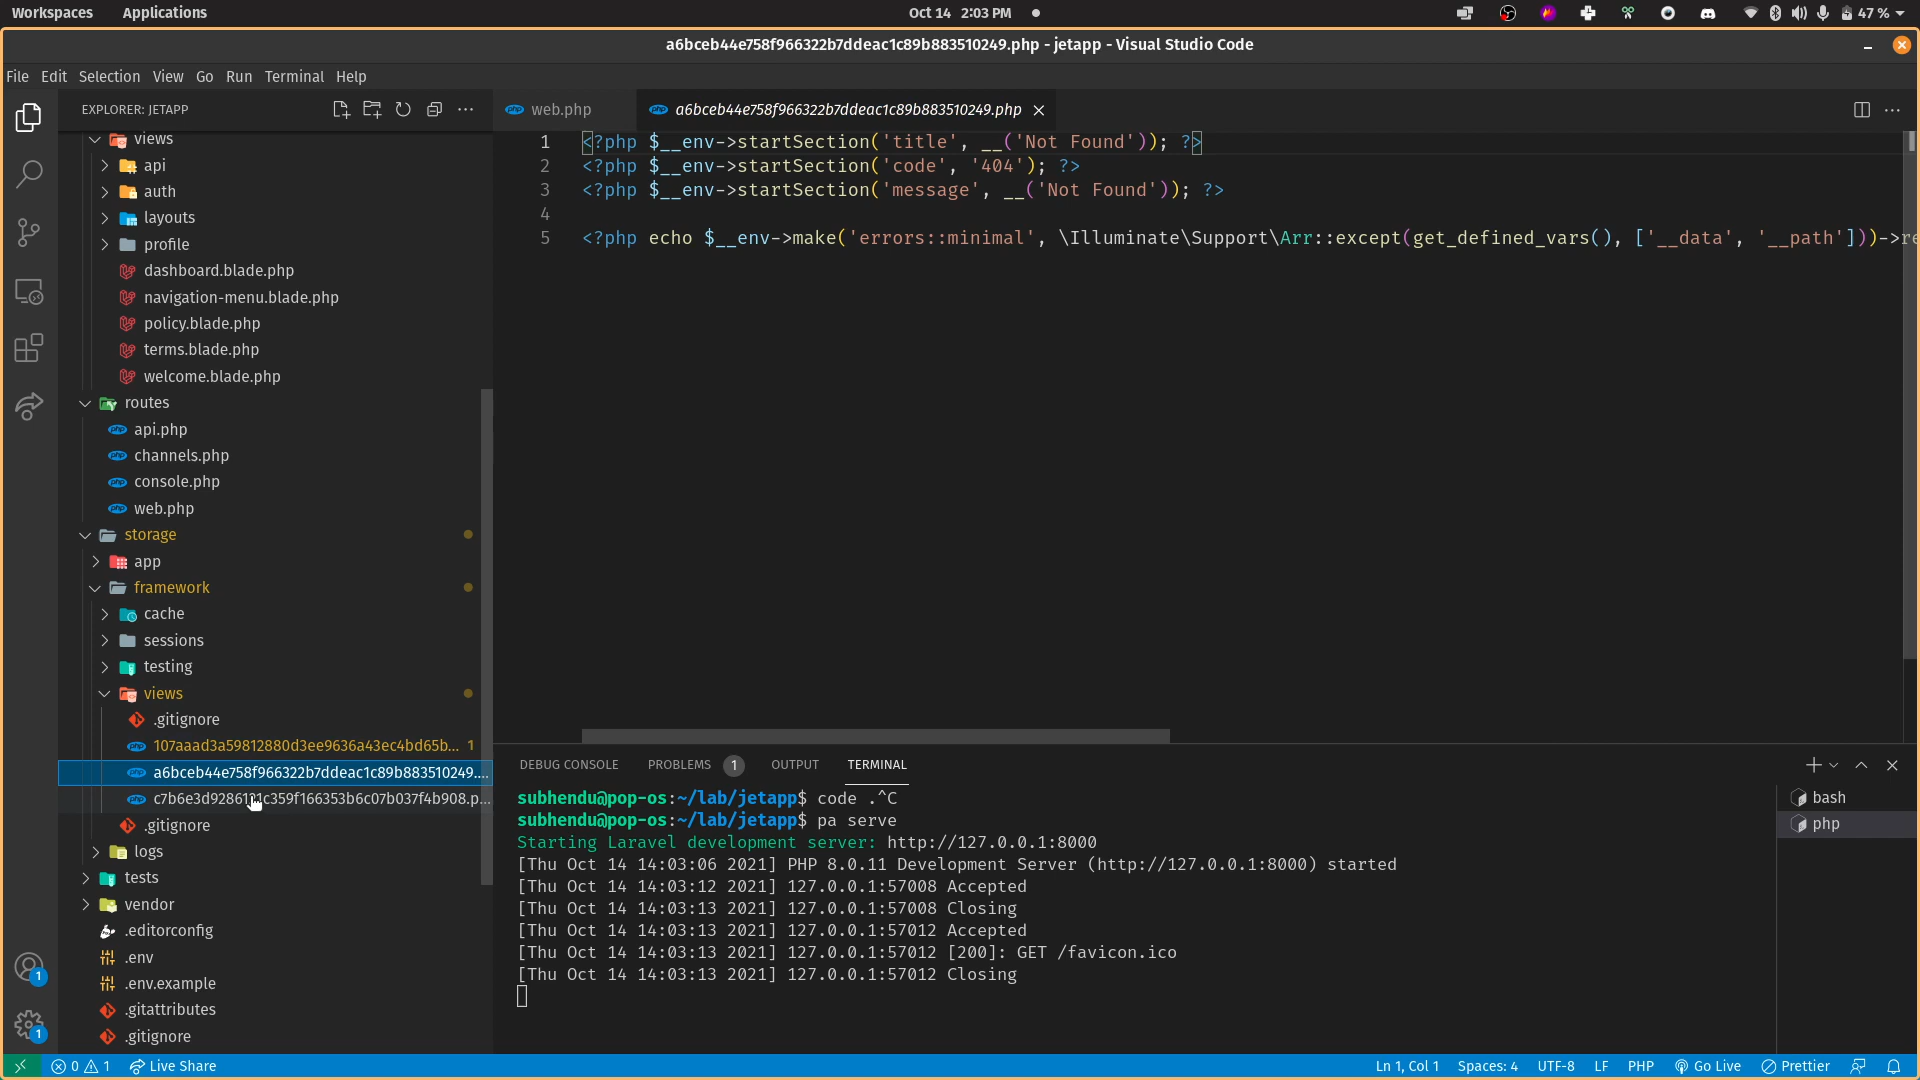 Workspaces Applications Oct 14 2:03 PM 47 %
a6bceb44e758f966322b7ddeac1c89b883510249.php - jetapp - Visual Studio Code
File Edit Selection View Go Run Terminal Help
EXPLORER: JETAPP
views
api
auth
layouts
profile
dashboard.blade.php
navigation-menu.blade.php
policy.blade.php
terms.blade.php
welcome.blade.php
routes
api.php
channels.php
console.php
web.php
storage
app
framework
cache
sessions
testing
views
.gitignore
107aaad3a59812880d3ee9636a43ec4bd65b... 1
a6bceb44e758f966322b7ddeac1c89b883510249....
.gitignore
logs
tests
vendor
.editorconfig
.env
.env.example
.gitattributes
.gitignore
web.php a6bceb44e758f966322b7ddeac1c89b883510249.php
1 <?php $__env->startSection('title', __('Not Found')); ?>
2 <?php $__env->startSection('code', '404'); ?>
3 <?php $__env->startSection('message', __('Not Found')); ?>
4
5 <?php echo $__env->make('errors::minimal', \Illuminate\Support\Arr::except(get_defined_vars(), ['__data', '__path']))->re
DEBUG CONSOLE PROBLEMS 1 OUTPUT TERMINAL
subhendu@pop-os:~/lab/jetapp$ code .^C
subhendu@pop-os:~/lab/jetapp$ pa serve
Starting Laravel development server: http://127.0.0.1:8000
[Thu Oct 14 14:03:06 2021] PHP 8.0.11 Development Server (http://127.0.0.1:8000) started
[Thu Oct 14 14:03:12 2021] 127.0.0.1:57008 Accepted
[Thu Oct 14 14:03:13 2021] 127.0.0.1:57008 Closing
[Thu Oct 14 14:03:13 2021] 127.0.0.1:57012 Accepted
[Thu Oct 14 14:03:13 2021] 127.0.0.1:57012 [200]: GET /favicon.ico
[Thu Oct 14 14:03:13 2021] 127.0.0.1:57012 Closing
bash
php
1
1
0 1 Live Share Ln 1, Col 1 Spaces: 4 UTF-8 LF PHP Go Live Prettier